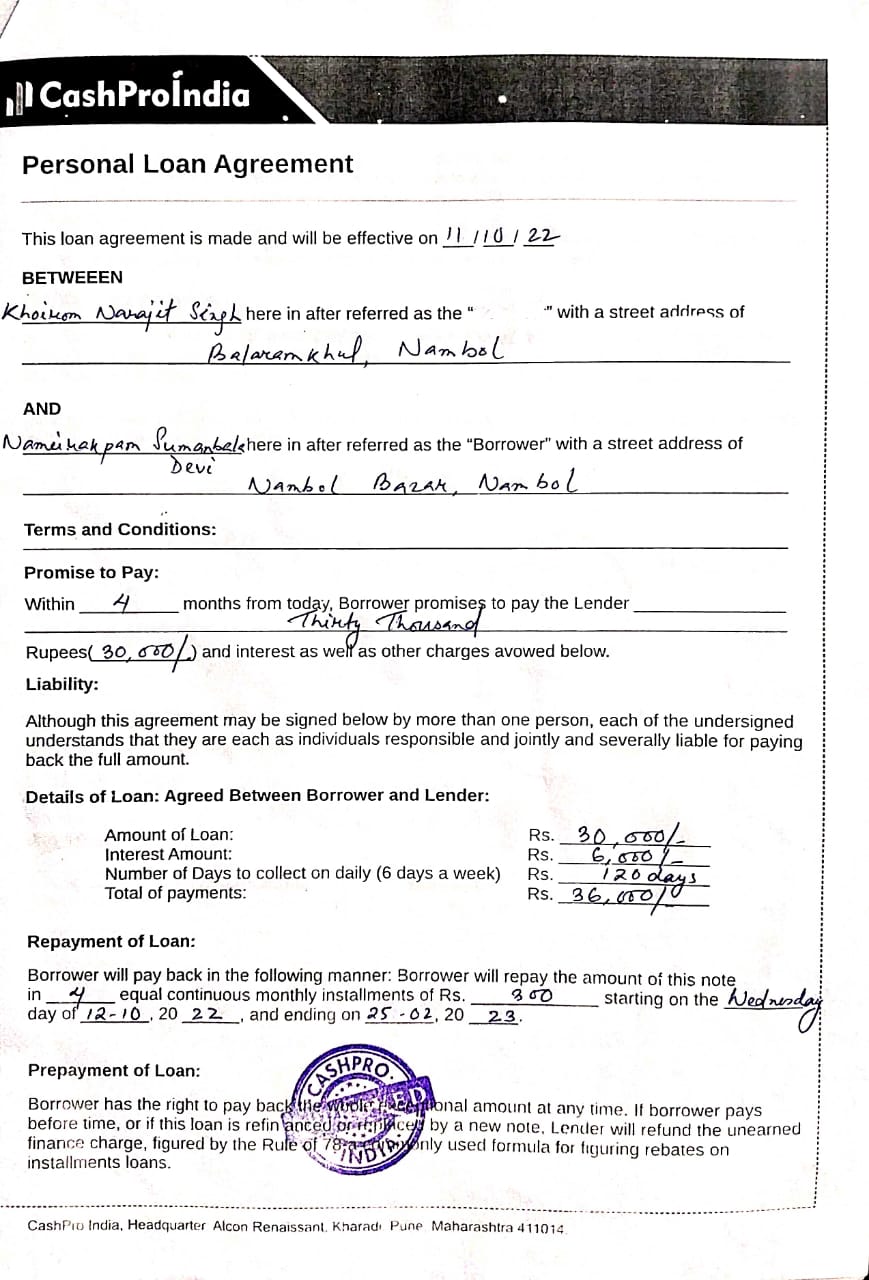 CashProIndia
Personal Loan Agreement
This loan agreement is made and will be effective on 11 / 10 / 22
BETWEEEN
Khoirom Narajit Singh here in after referred as the “ ” with a street address of
Balaramkhul, Nambol
AND
Nameirakpam Sumanbala here in after referred as the “Borrower” with a street address of
Devi
Nambol Bazar, Nambol
Terms and Conditions:
Promise to Pay:
Within 4 months from today, Borrower promises to pay the Lender
Thirty Thousand
Rupees( 30,000/ ) and interest as well as other charges avowed below.
Liability:
Although this agreement may be signed below by more than one person, each of the undersigned
understands that they are each as individuals responsible and jointly and severally liable for paying
back the full amount.
Details of Loan: Agreed Between Borrower and Lender:
Amount of Loan: Rs. 30,000/-
Interest Amount: Rs. 6,000/-
Number of Days to collect on daily (6 days a week) Rs. 120 days
Total of payments: Rs. 36,000/
Repayment of Loan:
Borrower will pay back in the following manner: Borrower will repay the amount of this note
in 4 equal continuous monthly installments of Rs. 300 starting on the Wednesday
day of 12-10, 20 22, and ending on 25-02, 20 23.
Prepayment of Loan:
Borrower has the right to pay back the whole amount at any time. If borrower pays
before time, or if this loan is refinanced or replaced by a new note, Lender will refund the unearned
finance charge, figured by the Rule of 78 only used formula for figuring rebates on
installments loans.
CASHPRO
INDIA
CashPro India, Headquarter Alcon Renaissant, Kharadi Pune Maharashtra 411014